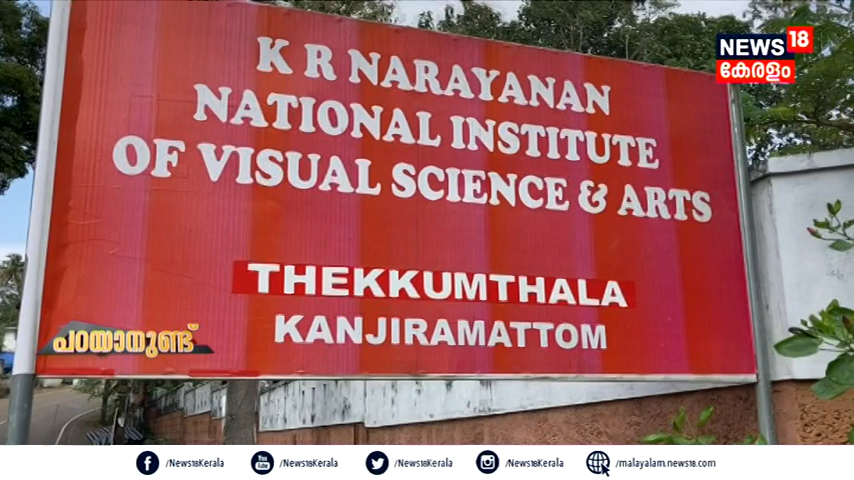 NEWS 18
കേരളം
K R NARAYANAN
NATIONAL INSTITUTE
OF VISUAL SCIENCE & ARTS
THEKKUMTHALA
KANJIRAMATTOM
പറയാനുണ്ട്
/News18Kerala /News18Kerala /News18Kerala /News18Kerala /malayalam.news18.com